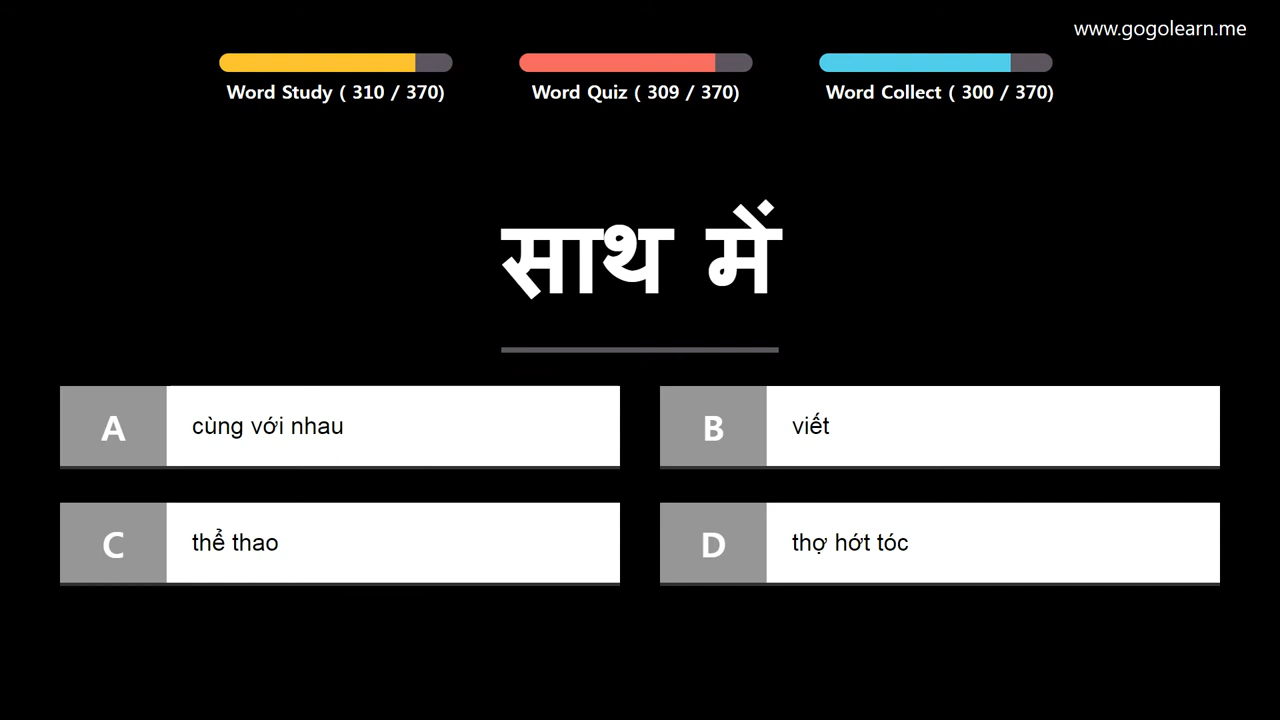 www.gogolearn.me
Word Study ( 310 / 370)
Word Quiz ( 309 / 370)
Word Collect ( 300 / 370)
साथ में
A
cùng với nhau
B
viết
C
thể thao
D
thợ hớt tóc